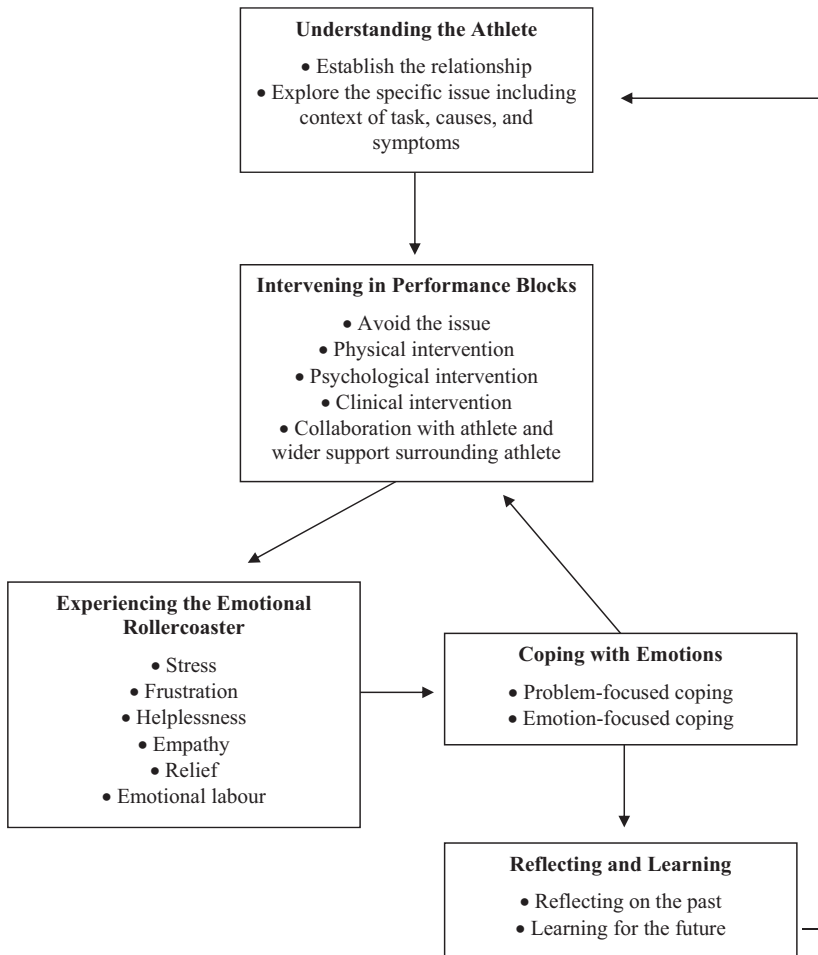 Understanding the Athlete
• Establish the relationship
• Explore the specific issue including
context of task, causes, and
symptoms
Intervening in Performance Blocks
• Avoid the issue
• Physical intervention
• Psychological intervention
• Clinical intervention
• Collaboration with athlete and
wider support surrounding athlete
Experiencing the Emotional
Rollercoaster
• Stress
• Frustration
• Helplessness
• Empathy
• Relief
• Emotional labour
Coping with Emotions
• Problem-focused coping
• Emotion-focused coping
Reflecting and Learning
• Reflecting on the past
• Learning for the future